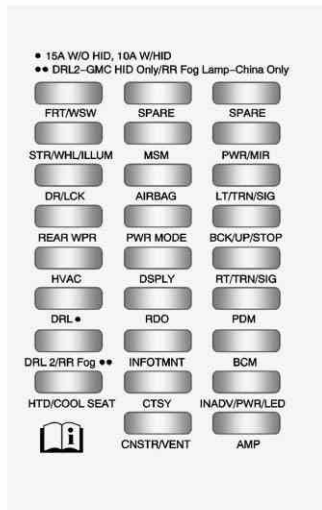 • 15A W/O HID, 10A W/HID
•• DRL2-GMC HID Only/RR Fog Lamp-China Only
FRT/WSW SPARE SPARE
STR/WHL/ILLUM MSM PWR/MIR
DR/LCK AIRBAG LT/TRN/SIG
REAR WPR PWR MODE BCK/UP/STOP
HVAC DSPLY RT/TRN/SIG
DRL • RDO PDM
DRL 2/RR Fog •• INFOTMNT BCM
HTD/COOL SEAT CTSY INADV/PWR/LED
CNSTR/VENT AMP